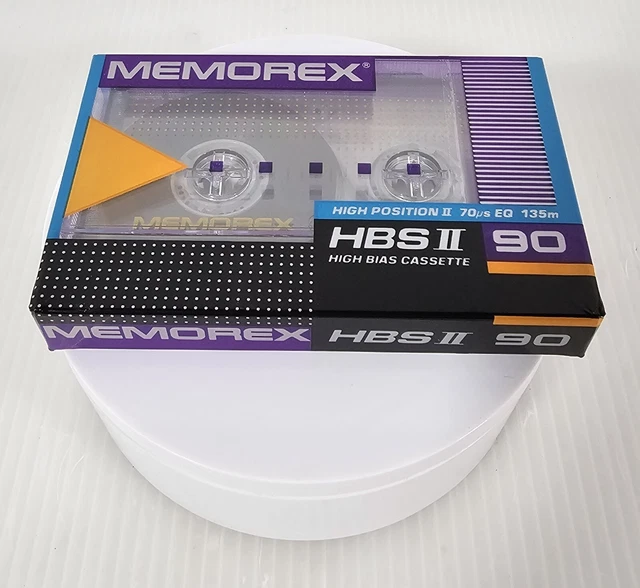 MEMOREX®
MEMOREX
HIGH POSITION II 70µs EQ 135m
HBS II 90
HIGH BIAS CASSETTE
MEMOREX HBS II 90